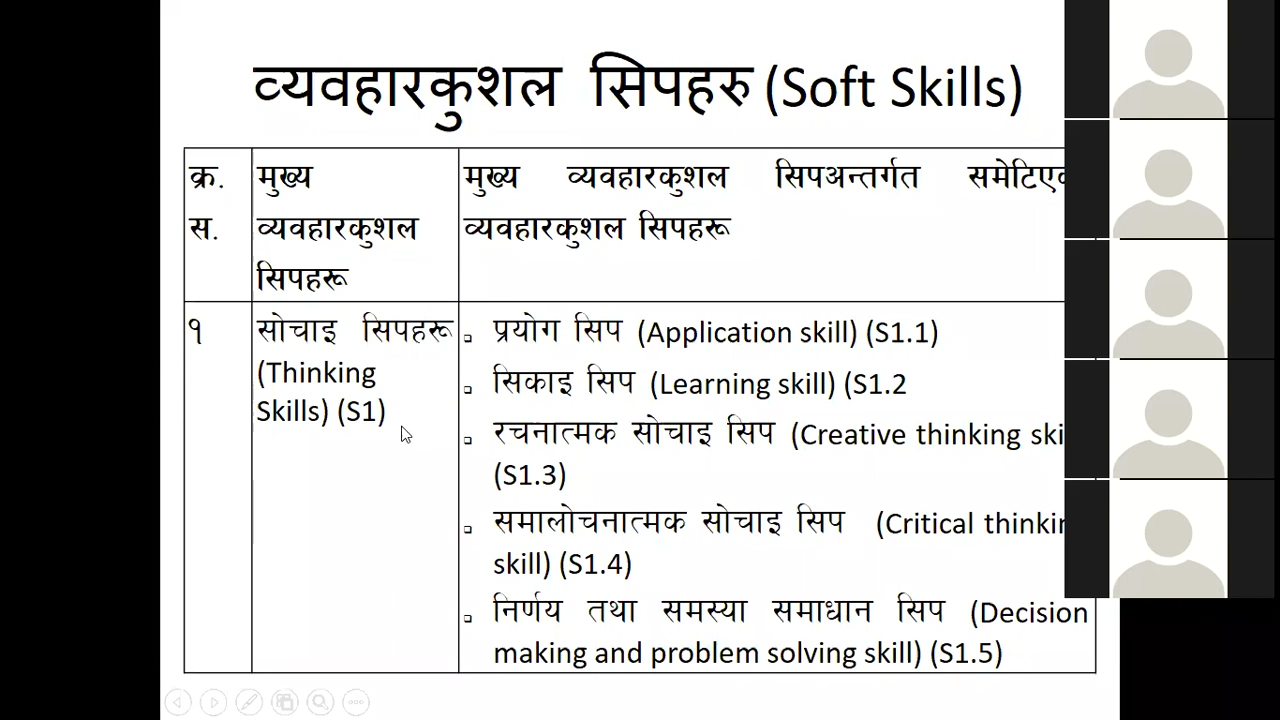 व्यवहारकुशल सिपहरु (Soft Skills)
क्र.
स.
मुख्य
व्यवहारकुशल
सिपहरू
मुख्य व्यवहारकुशल सिपअन्तर्गत
व्यवहारकुशल सिपहरू
१
सोचाइ सिपहरू
(Thinking
Skills) (S1)
प्रयोग सिप (Application skill) (S1.1)
सिकाइ सिप (Learning skill) (S1.2
रचनात्मक सोचाइ सिप (Creative thinking
(S1.3)
समालोचनात्मक सोचाइ सिप (Critical
skill) (S1.4)
निर्णय तथा समस्या समाधान सिप (Decision
making and problem solving skill) (S1.5)